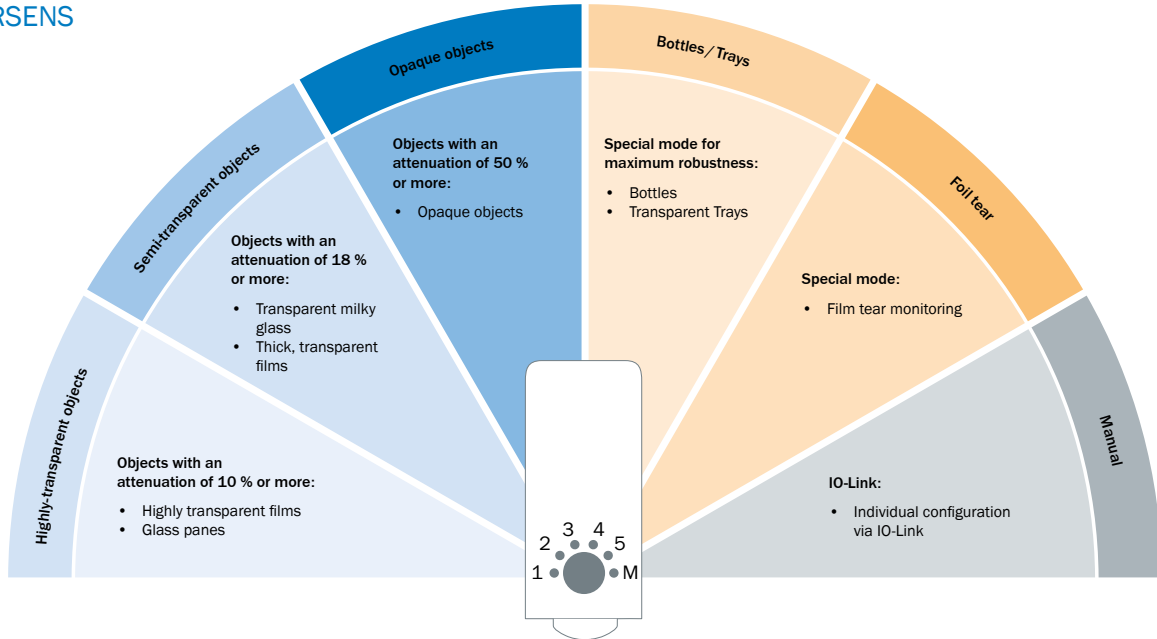 RSENS
Highly-transparent objects
Objects with an
attenuation of 10 % or more:
• Highly transparent films
• Glass panes
Semi-transparent objects
Objects with an
attenuation of 18 %
or more:
• Transparent milky
glass
• Thick, transparent
films
Opaque objects
Objects with an
attenuation of 50 %
or more:
• Opaque objects
Bottles/Trays
Special mode for
maximum robustness:
• Bottles
• Transparent Trays
Foil tear
Special mode:
• Film tear monitoring
Manual
IO-Link:
• Individual configuration
via IO-Link
1
2
3
4
5
M